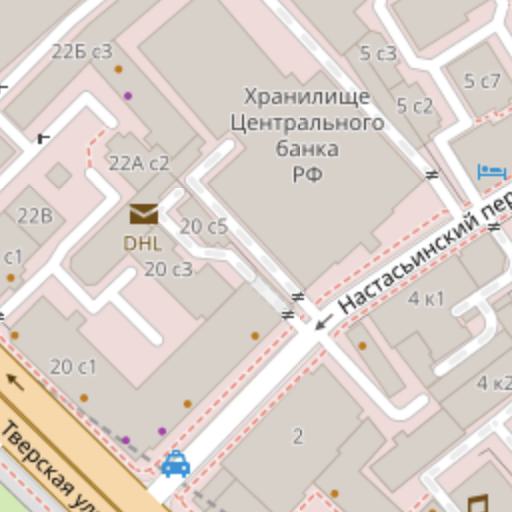 22Б с3
5 с3
5 с7
5 с2
Хранилище
Центрального
банка
РФ
22А с2
22В
DHL
20 с5
с1
20 с3
Настасьинский пер
4 к1
20 с1
4 к2
2
Тверская ул